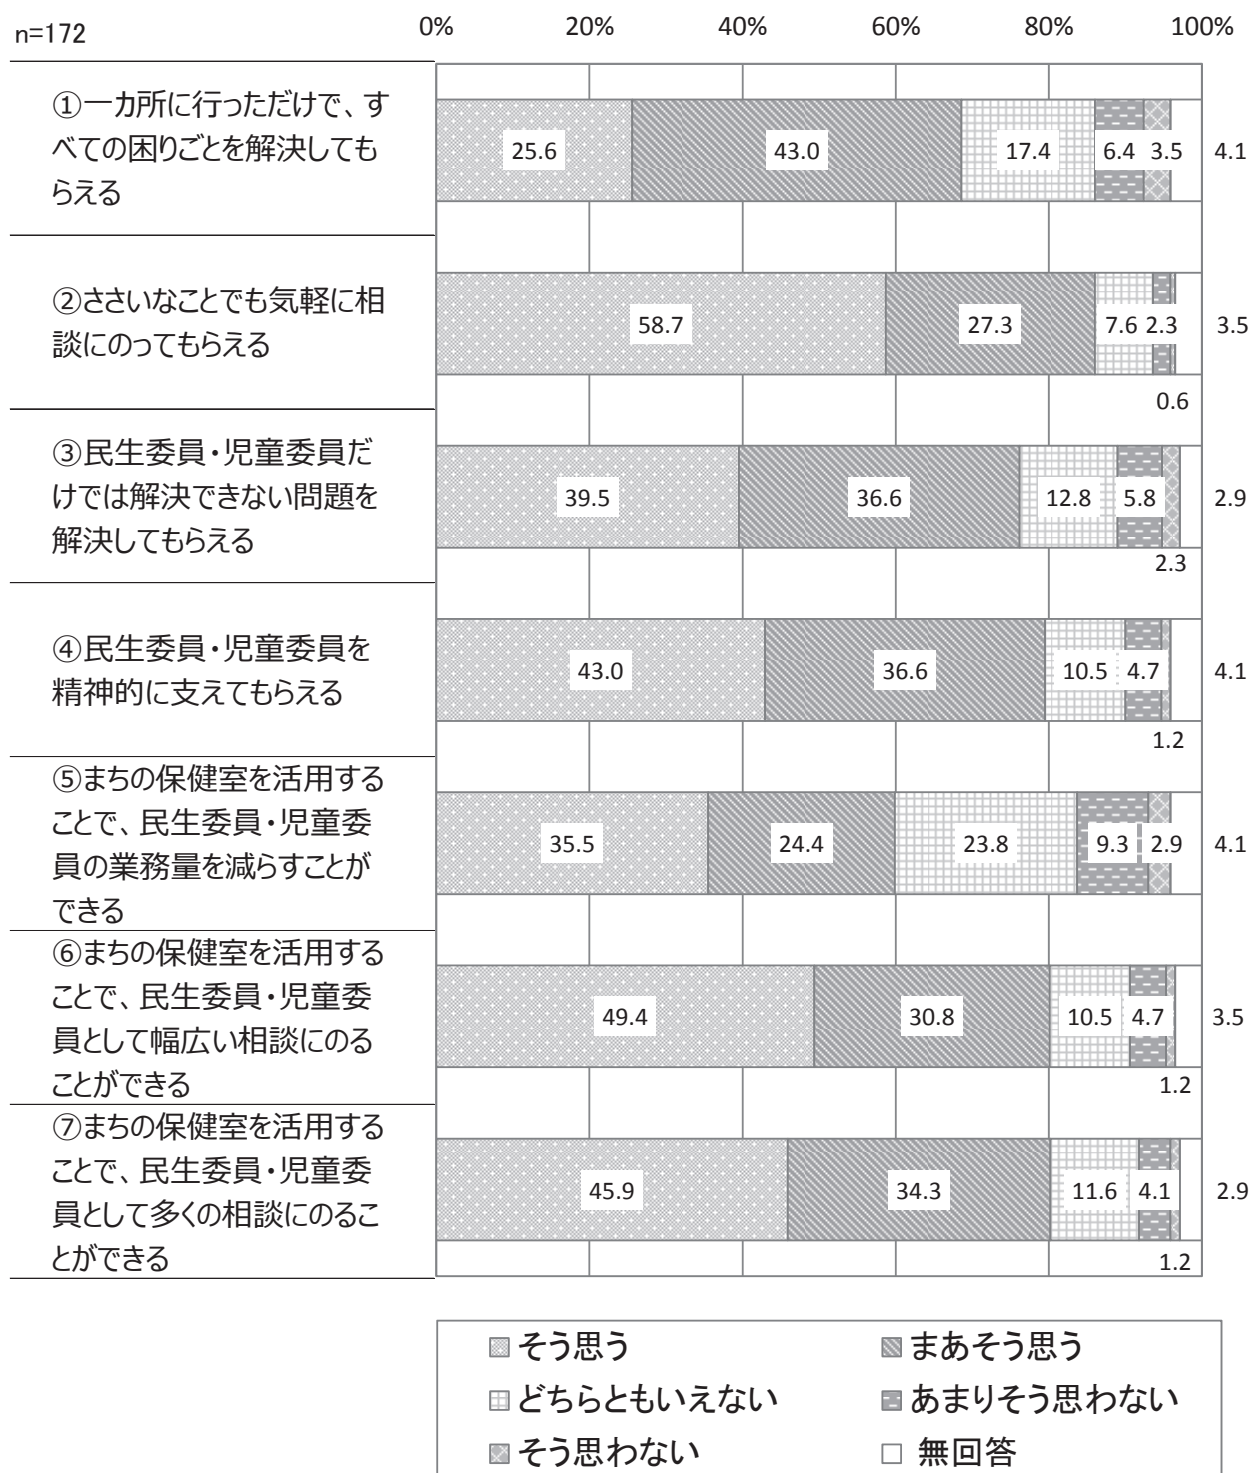 n=172
0% 20% 40% 60% 80% 100%
①一カ所に行っただけで、す
べての困りごとを解決しても
らえる
25.6 43.0 17.4 6.4 3.5 4.1
②ささいなことでも気軽に相
談にのってもらえる
58.7 27.3 7.6 2.3 3.5
0.6
③民生委員・児童委員だ
けでは解決できない問題を
解決してもらえる
39.5 36.6 12.8 5.8 2.9
2.3
④民生委員・児童委員を
精神的に支えてもらえる
43.0 36.6 10.5 4.7 4.1
1.2
⑤まちの保健室を活用する
ことで、民生委員・児童委
員の業務量を減らすことが
できる
35.5 24.4 23.8 9.3 2.9 4.1
⑥まちの保健室を活用する
ことで、民生委員・児童委
員として幅広い相談にのる
ことができる
49.4 30.8 10.5 4.7 3.5
1.2
⑦まちの保健室を活用する
ことで、民生委員・児童委
員として多くの相談にのるこ
とができる
45.9 34.3 11.6 4.1 2.9
1.2
そう思う まあそう思う
どちらともいえない あまりそう思わない
そう思わない 無回答